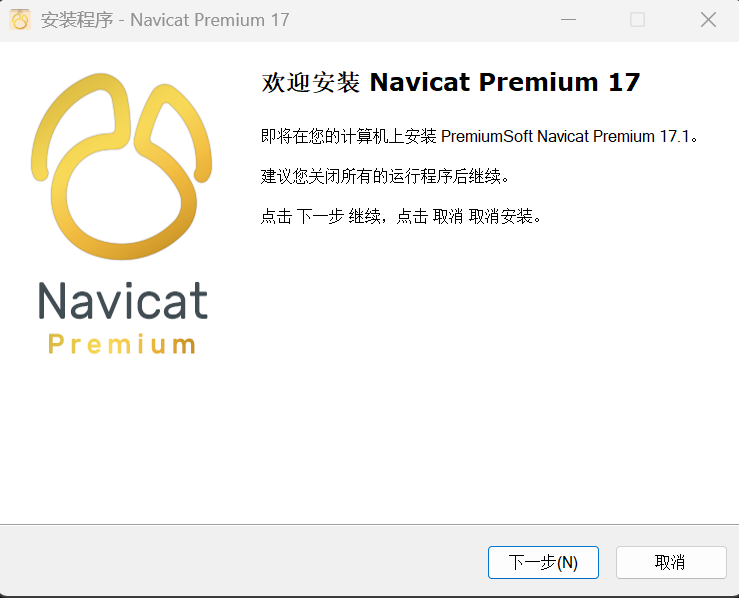 安装程序 - Navicat Premium 17
欢迎安装 Navicat Premium 17
即将在您的计算机上安装 PremiumSoft Navicat Premium 17.1。
建议您关闭所有的运行程序后继续。
点击 下一步 继续，点击 取消 取消安装。
Navicat
Premium
下一步(N)
取消